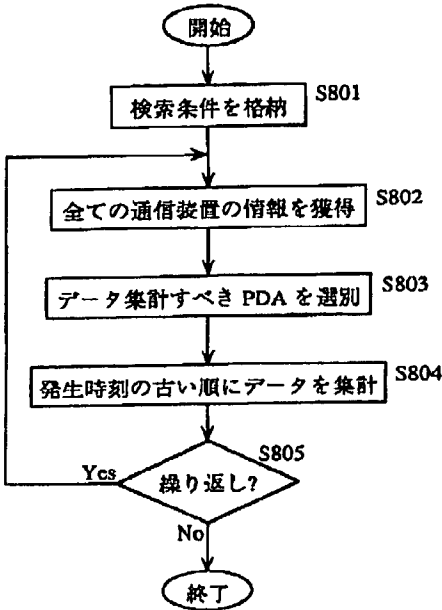 開始
検索条件を格納
S801
全ての通信装置の情報を獲得
S802
データ集計すべき PDA を選別
S803
発生時刻の古い順にデータを集計
S804
繰り返し?
S805
Yes
No
終了